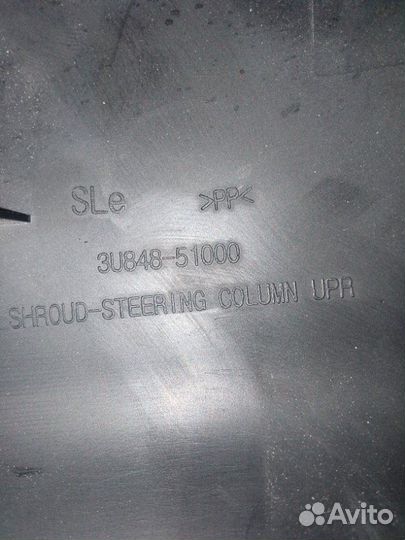 SLe >PP<
3U848-51000
SHROUD-STEERING COLUMN UPR
Avito